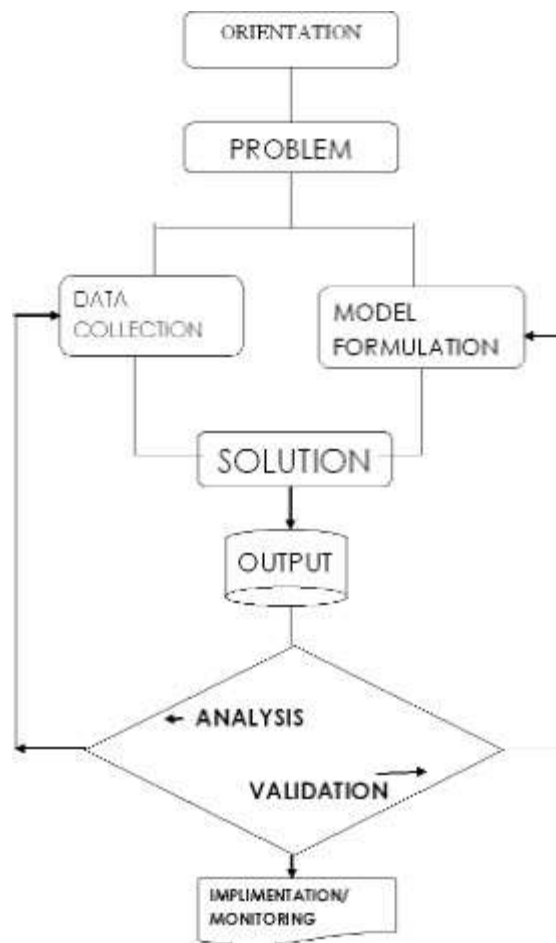 ORIENTATION
PROBLEM
DATA
COLLECTION
MODEL
FORMULATION
SOLUTION
OUTPUT
ANALYSIS
VALIDATION
IMPLIMENTATION/
MONITORING